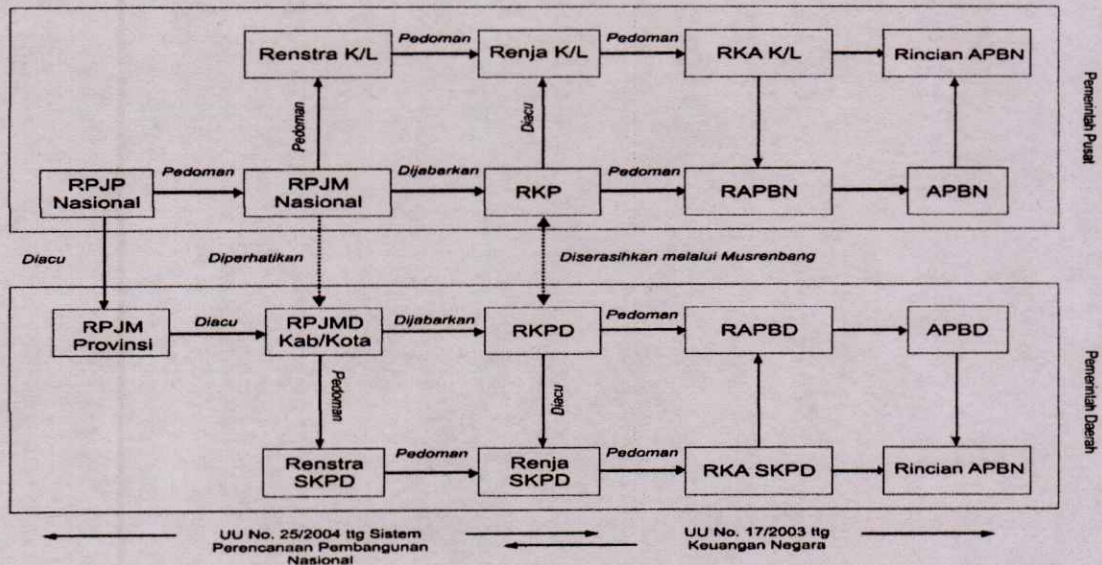 Pedoman
Pedoman
Renstra K/L
Renja K/L
RKA K/L
Rincian APBN
Pedoman
Diacu
Pemerintah Pusat
Pedoman
Dijabarkan
Pedoman
RPJP
Nasional
RPJM
Nasional
RKP
RAPBN
APBN
Diacu
Diperhatikan
Diserasihkan melalui Musrenbang
RPJM
Provinsi
Diacu
RPJMD
Kab/Kota
Dijabarkan
RKPD
Pedoman
RAPBD
APBD
Pedoman
Diacu
Pemerintah Daerah
Renstra
SKPD
Pedoman
Renja
SKPD
Pedoman
RKA SKPD
Rincian APBN
UU No. 25/2004 ttg Sistem
Perencanaan Pembangunan
Nasional
UU No. 17/2003 ttg
Keuangan Negara